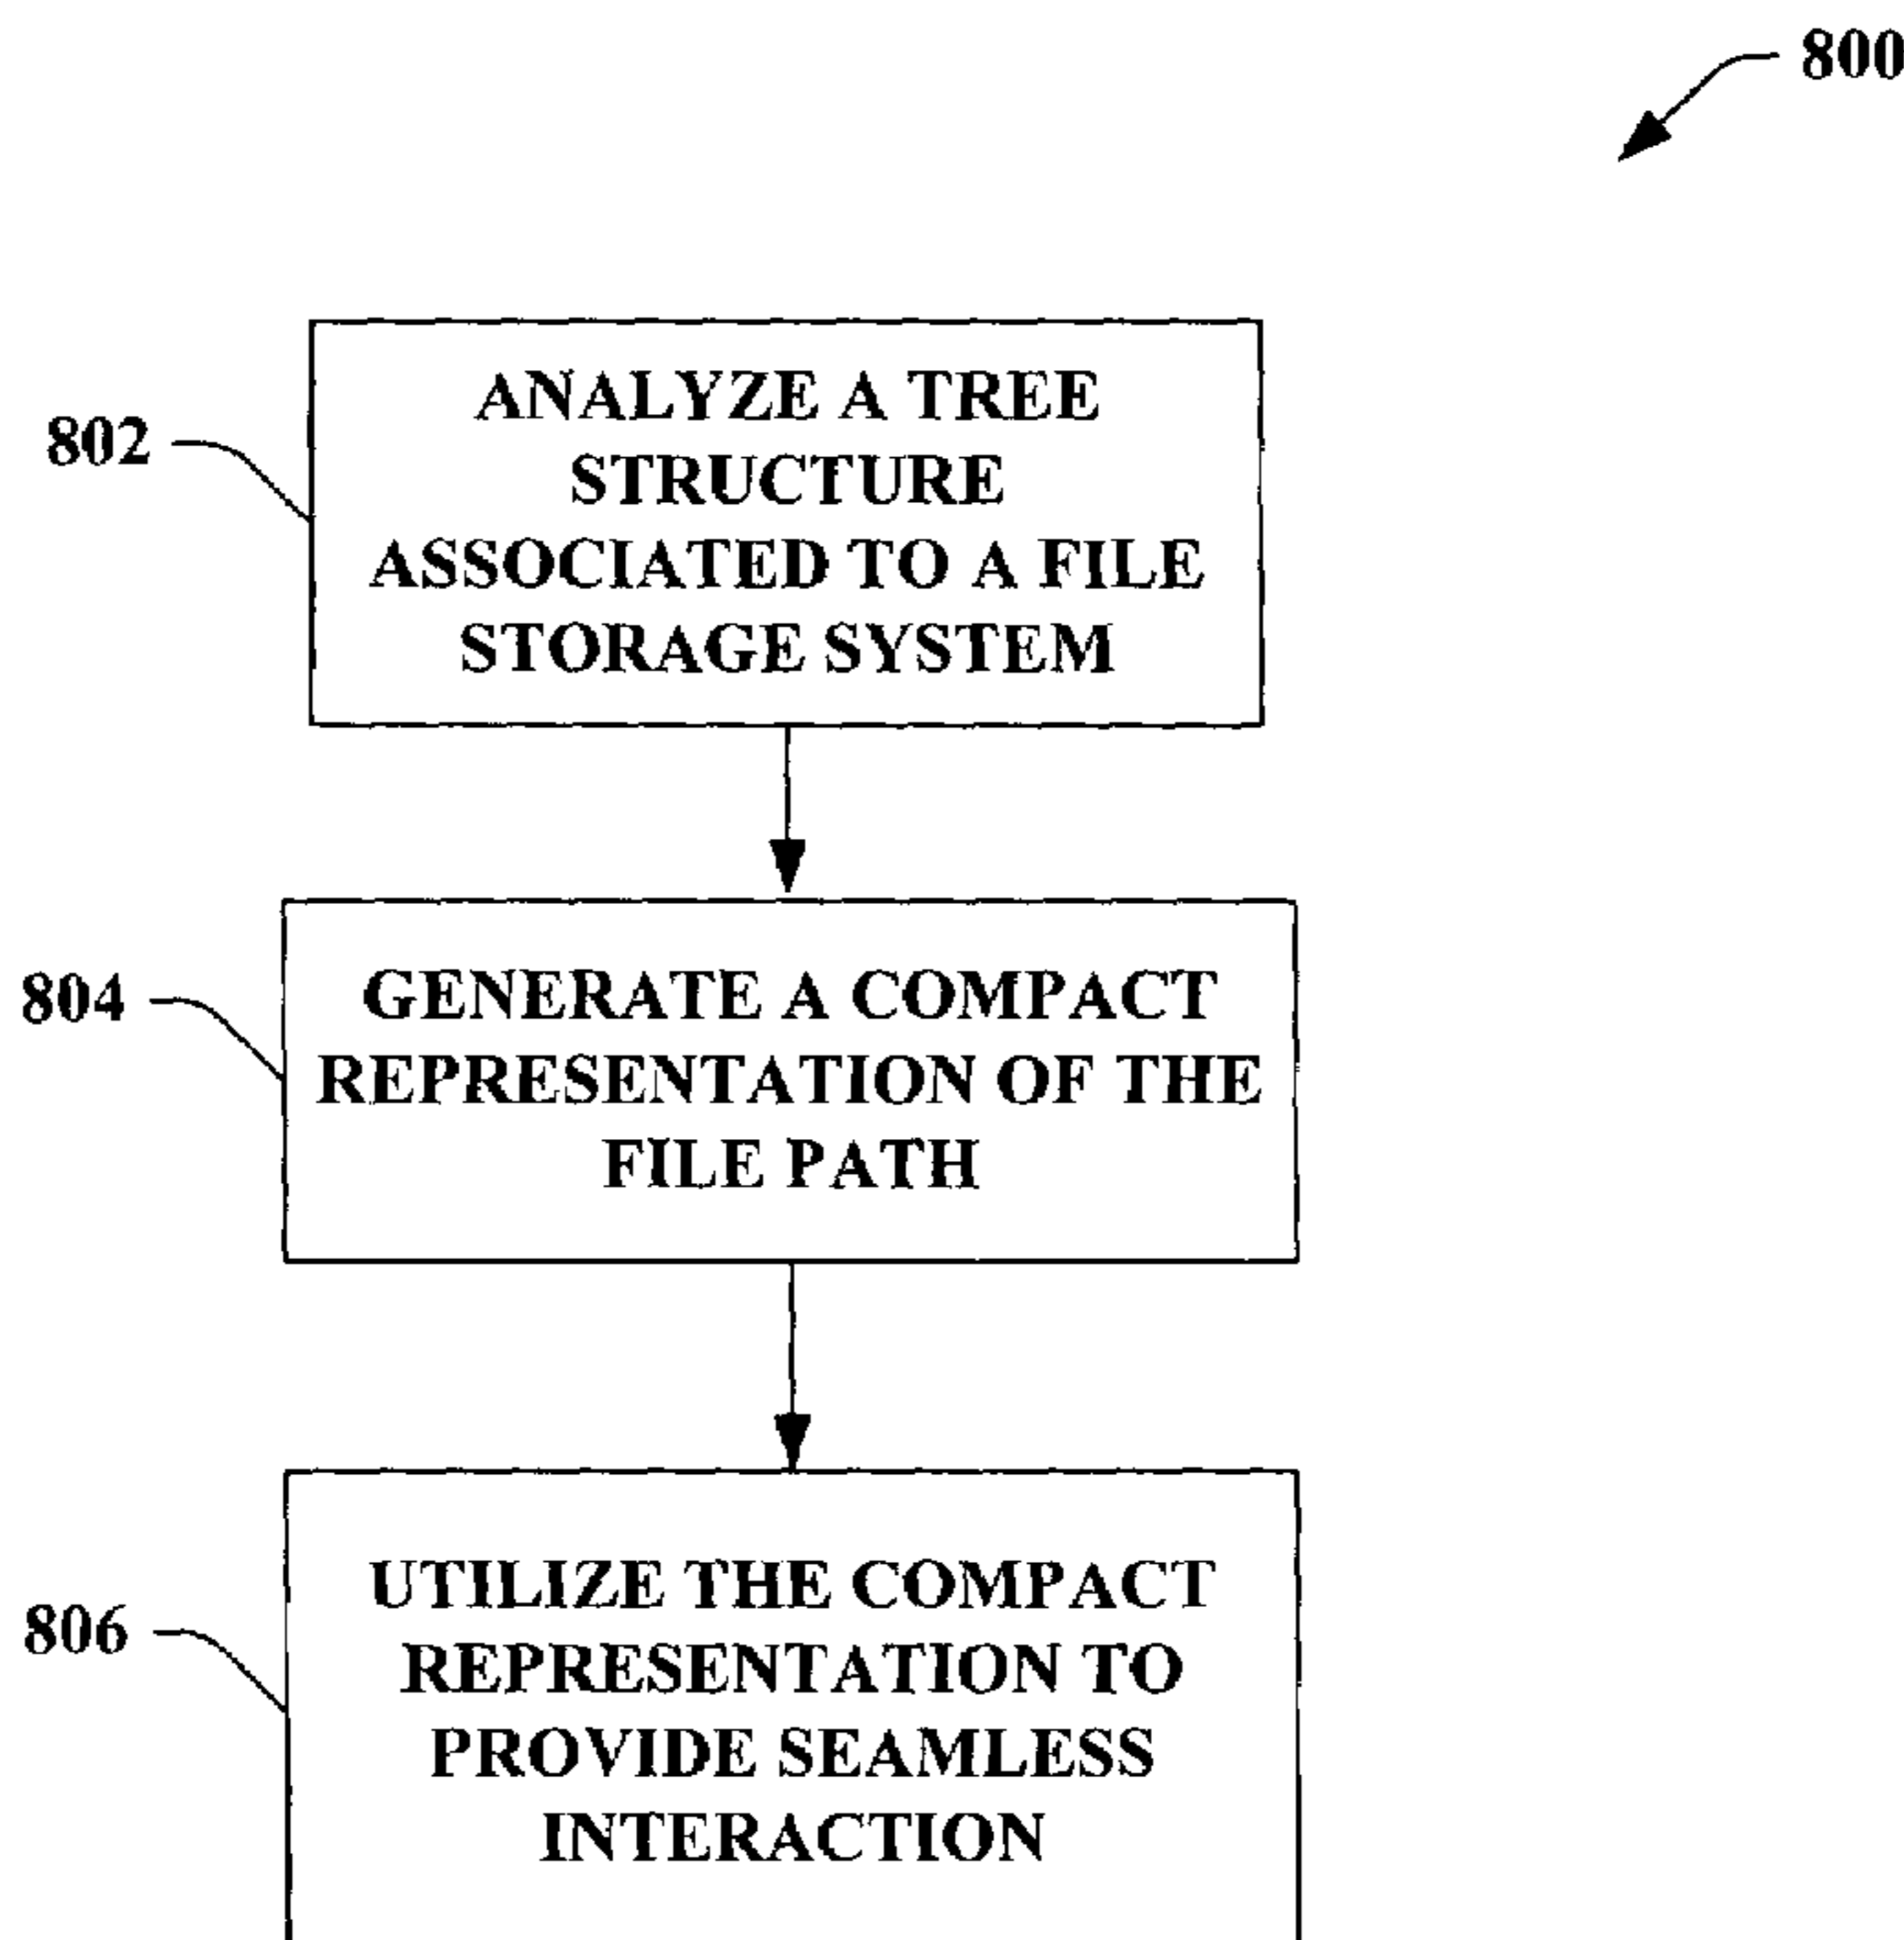 800
802
ANALYZE A TREE
STRUCTURE
ASSOCIATED TO A FILE
STORAGE SYSTEM
804
GENERATE A COMPACT
REPRESENTATION OF THE
FILE PATH
806
UTILIZE THE COMPACT
REPRESENTATION TO
PROVIDE SEAMLESS
INTERACTION